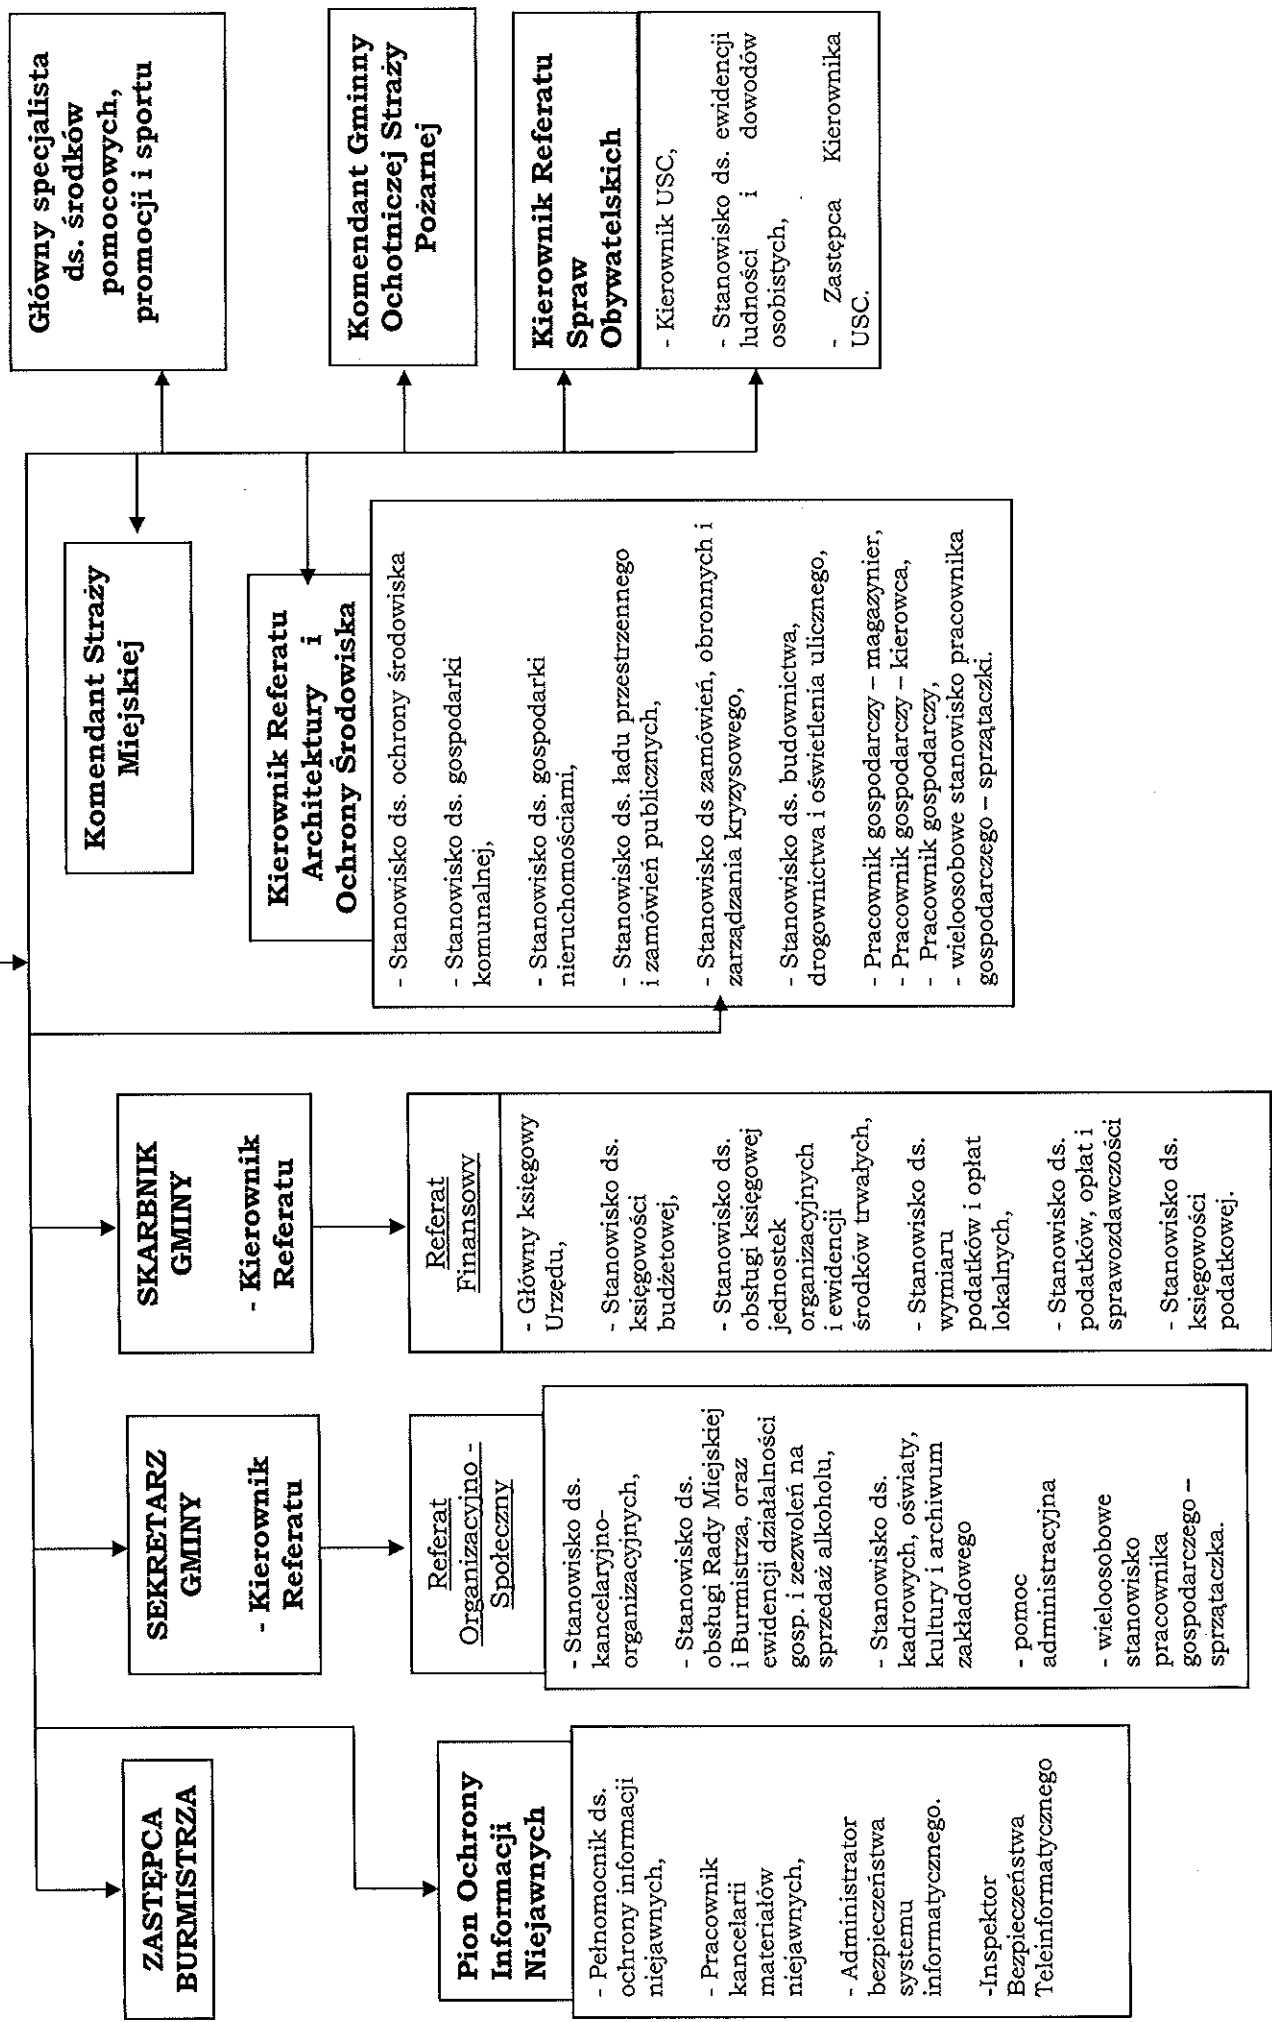 ZASTĘPCA
BURMISTRZA
Pion Ochrony
Informacji
Niejawnych
- Pełnomocnik ds.
ochrony informacji
niejawnych,
- Pracownik
kancelarii
materiałów
niejawnych,
- Administrator
bezpieczeństwa
systemu
informatycznego.
-Inspektor
Bezpieczeństwa
Teleinformatycznego
SEKRETARZ
GMINY
- Kierownik
Referatu
Referat
Organizacyjno -
Społeczny
- Stanowisko ds.
kancelaryjno-
organizacyjnych,
- Stanowisko ds.
obsługi Rady Miejskiej
i Burmistrza, oraz
ewidencji działalności
gosp. i zezwoleń na
sprzedaż alkoholu,
- Stanowisko ds.
kadrowych, oświaty,
kultury i archiwum
zakładowego
- pomoc
administracyjna
- wieloosobowe
stanowisko
pracownika
gospodarczego –
sprzątaczka.
SKARBNIK
GMINY
- Kierownik
Referatu
Referat
Finansowy
- Główny księgowy
Urzędu,
- Stanowisko ds.
księgowości
budżetowej,
- Stanowisko ds.
obsługi księgowej
jednostek
organizacyjnych
i ewidencji
środków trwałych,
- Stanowisko ds.
wymiaru
podatków i opłat
lokalnych,
- Stanowisko ds.
podatków, opłat i
sprawozdawczości
- Stanowisko ds.
księgowości
podatkowej.
Komendant Straży
Miejskiej
Kierownik Referatu
Architektury i
Ochrony Środowiska
- Stanowisko ds. ochrony środowiska
- Stanowisko ds. gospodarki
komunalnej,
- Stanowisko ds. gospodarki
nieruchomościami,
- Stanowisko ds. ładu przestrzennego
i zamówień publicznych,
- Stanowisko ds zamówień, obronnych i
zarządzania kryzysowego,
- Stanowisko ds. budownictwa,
drogownictwa i oświetlenia ulicznego,
- Pracownik gospodarczy – magazynier,
- Pracownik gospodarczy – kierowca,
- Pracownik gospodarczy,
- wieloosobowe stanowisko pracownika
gospodarczego – sprzątaczki.
Główny specjalista
ds. środków
pomocowych,
promocji i sportu
Komendant Gminny
Ochotniczej Straży
Pożarnej
Kierownik Referatu
Spraw
Obywatelskich
- Kierownik USC,
- Stanowisko ds. ewidencji
ludności i dowodów
osobistych,
- Zastępca Kierownika
USC.